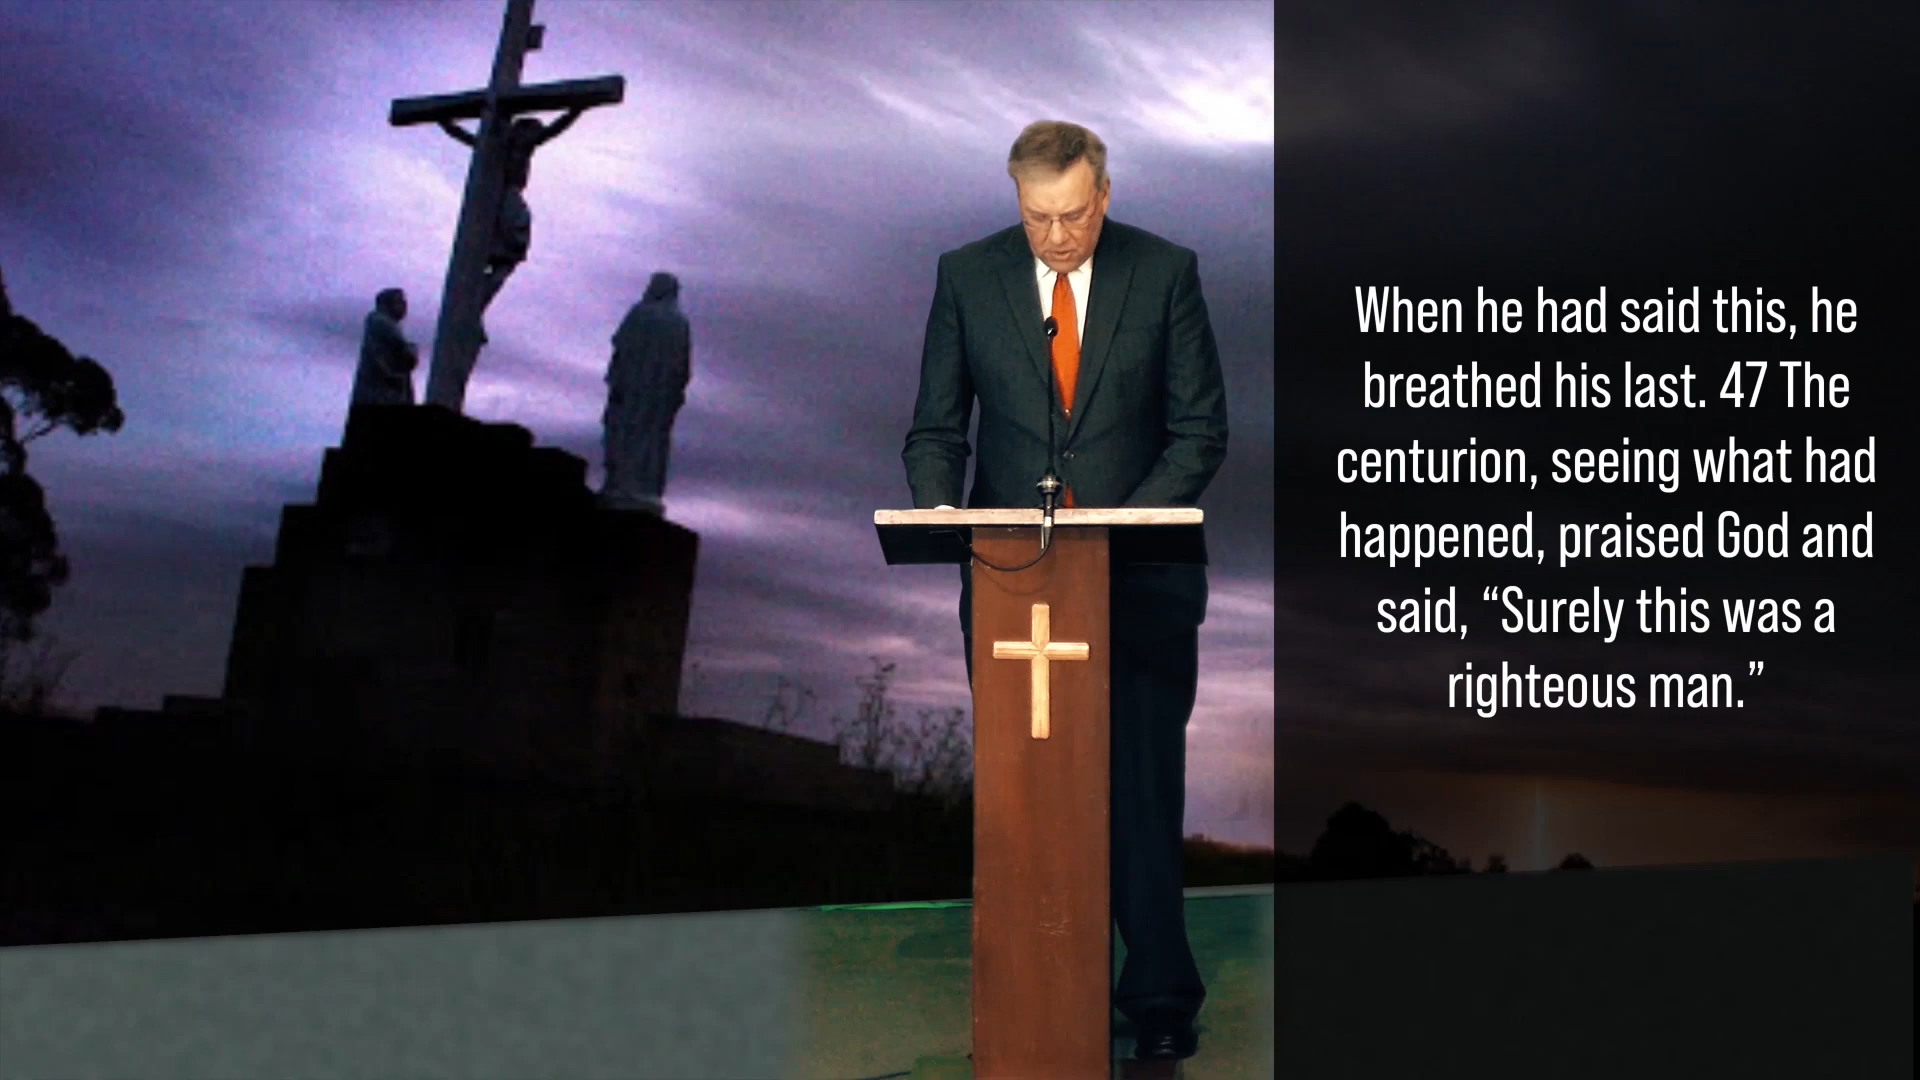 When he had said this, he
breathed his last. 47 The
centurion, seeing what had
happened, praised God and
said, “Surely this was a
righteous man.”